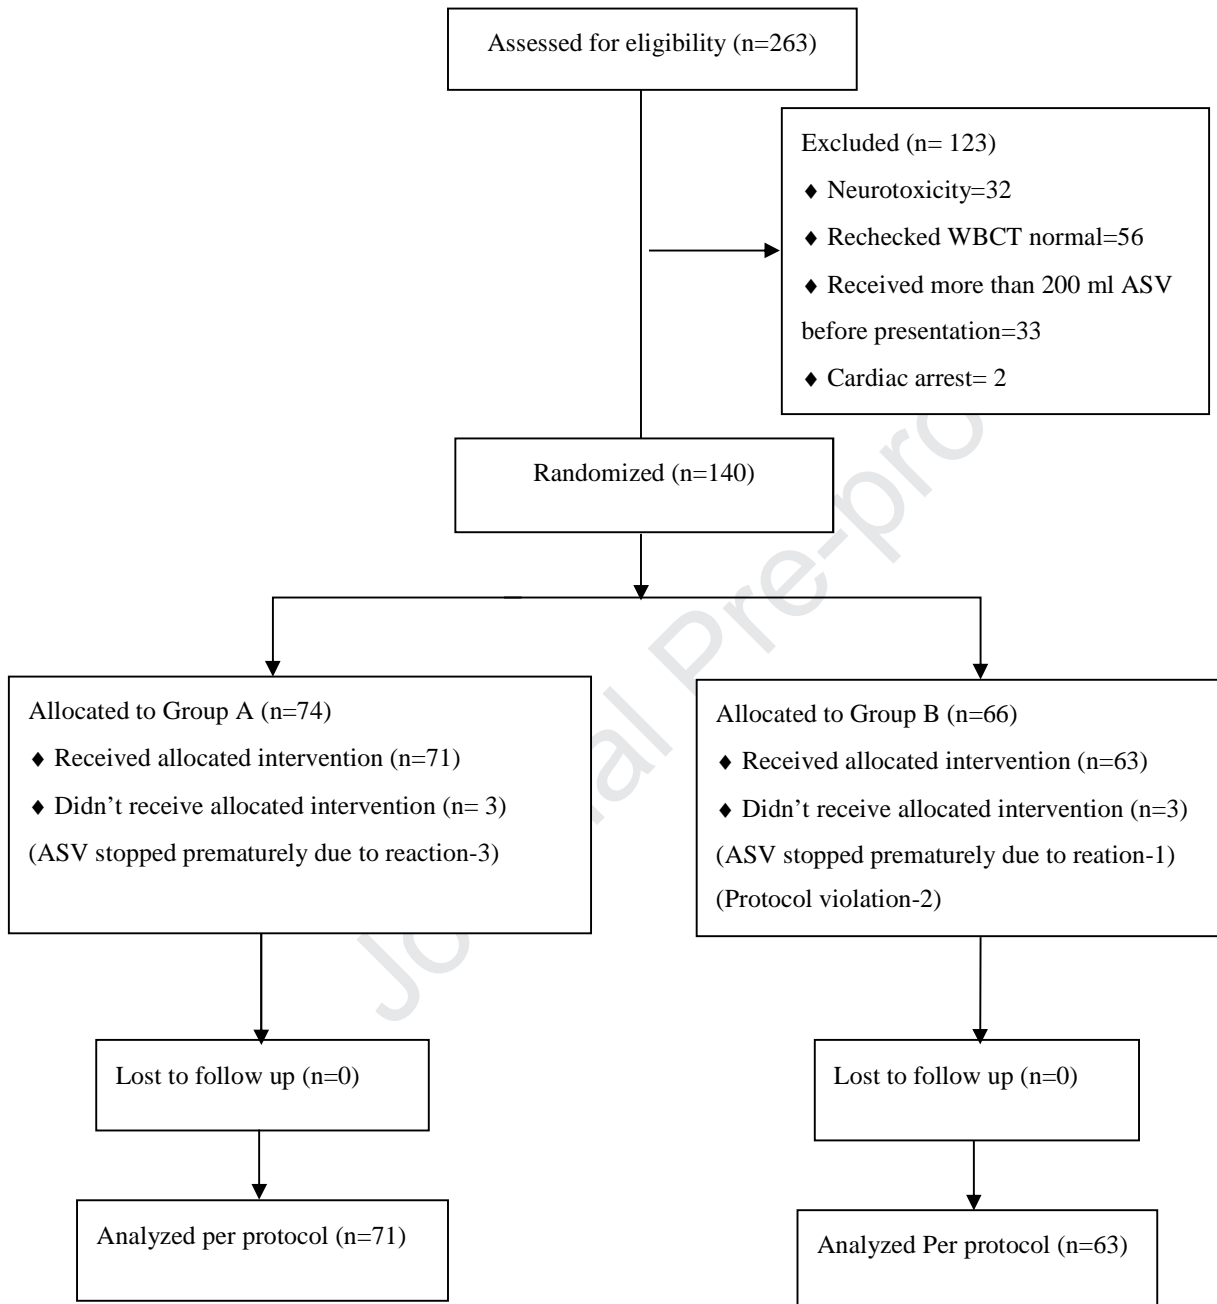 Assessed for eligibility (n=263)
Excluded (n= 123)
♦ Neurotoxicity=32
♦ Rechecked WBCT normal=56
♦ Received more than 200 ml ASV
before presentation=33
♦ Cardiac arrest= 2
Randomized (n=140)
Allocated to Group A (n=74)
♦ Received allocated intervention (n=71)
♦ Didn’t receive allocated intervention (n= 3)
(ASV stopped prematurely due to reaction-3)
Allocated to Group B (n=66)
♦ Received allocated intervention (n=63)
♦ Didn’t receive allocated intervention (n=3)
(ASV stopped prematurely due to reation-1)
(Protocol violation-2)
Lost to follow up (n=0)
Lost to follow up (n=0)
Analyzed per protocol (n=71)
Analyzed Per protocol (n=63)
Journal Pre-pro